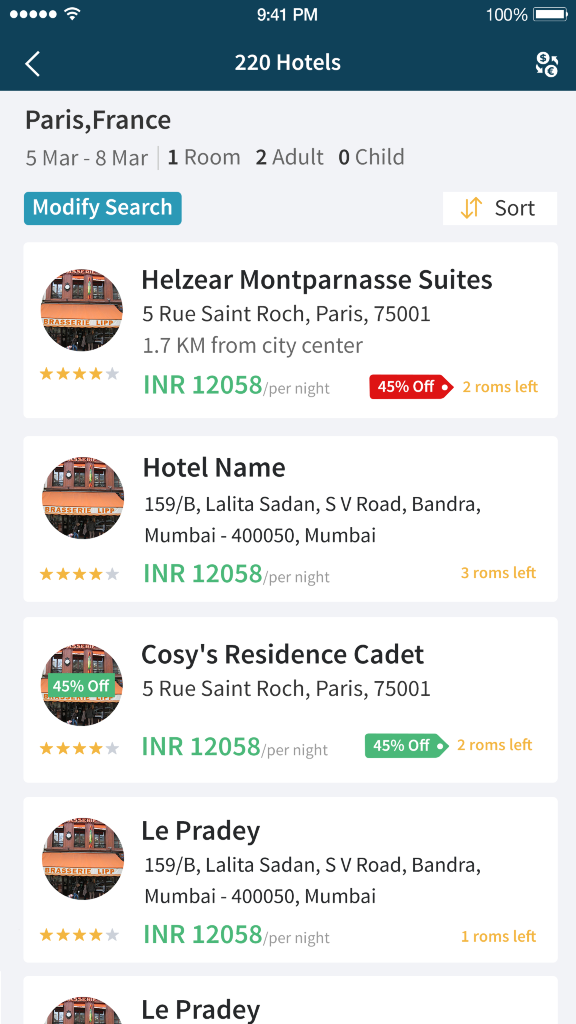 9:41 PM
100%
220 Hotels
Paris,France
5 Mar - 8 Mar 1 Room 2 Adult 0 Child
Modify Search
Sort
Helzear Montparnasse Suites
5 Rue Saint Roch, Paris, 75001
BRASSERIE LIPP
1.7 KM from city center
INR 12058/per night
45% Off
2 roms left
Hotel Name
159/B, Lalita Sadan, S V Road, Bandra,
BRASSERIE LIPP
Mumbai - 400050, Mumbai
INR 12058/per night
3 roms left
Cosy's Residence Cadet
45% Off
5 Rue Saint Roch, Paris, 75001
INR 12058/per night
45% Off
2 roms left
Le Pradey
159/B, Lalita Sadan, S V Road, Bandra,
BRASSERIE LIPP
Mumbai - 400050, Mumbai
INR 12058/per night
1 roms left
Le Pradey